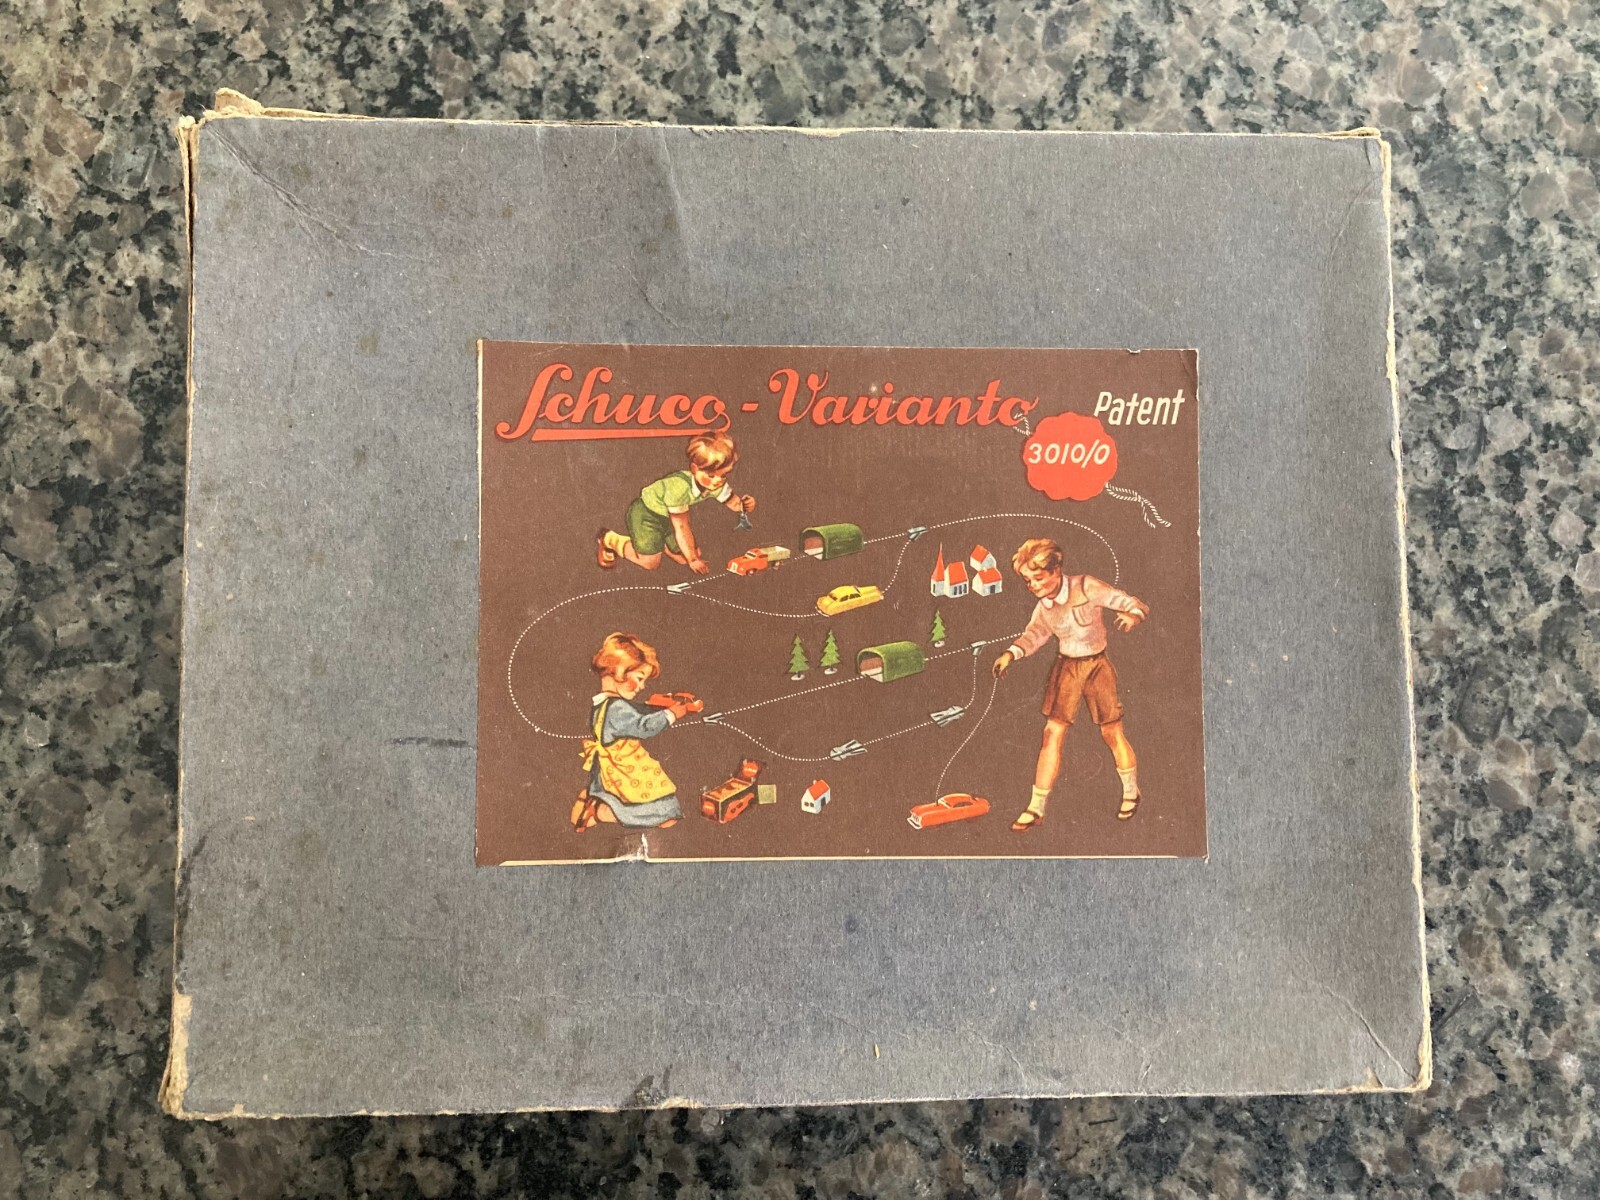 Schuco - Varianto Patent
3010/0